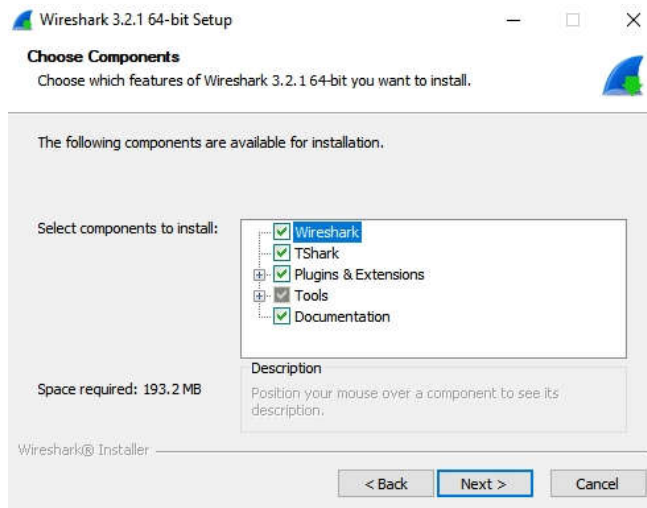 Wireshark 3.2.1 64-bit Setup
Choose Components
Choose which features of Wireshark 3.2.1 64-bit you want to install.
The following components are available for installation.
Select components to install:
Wireshark
TShark
Plugins & Extensions
Tools
Documentation
Space required: 193.2 MB
Description
Position your mouse over a component to see its
description.
Wireshark® Installer
< Back Next > Cancel